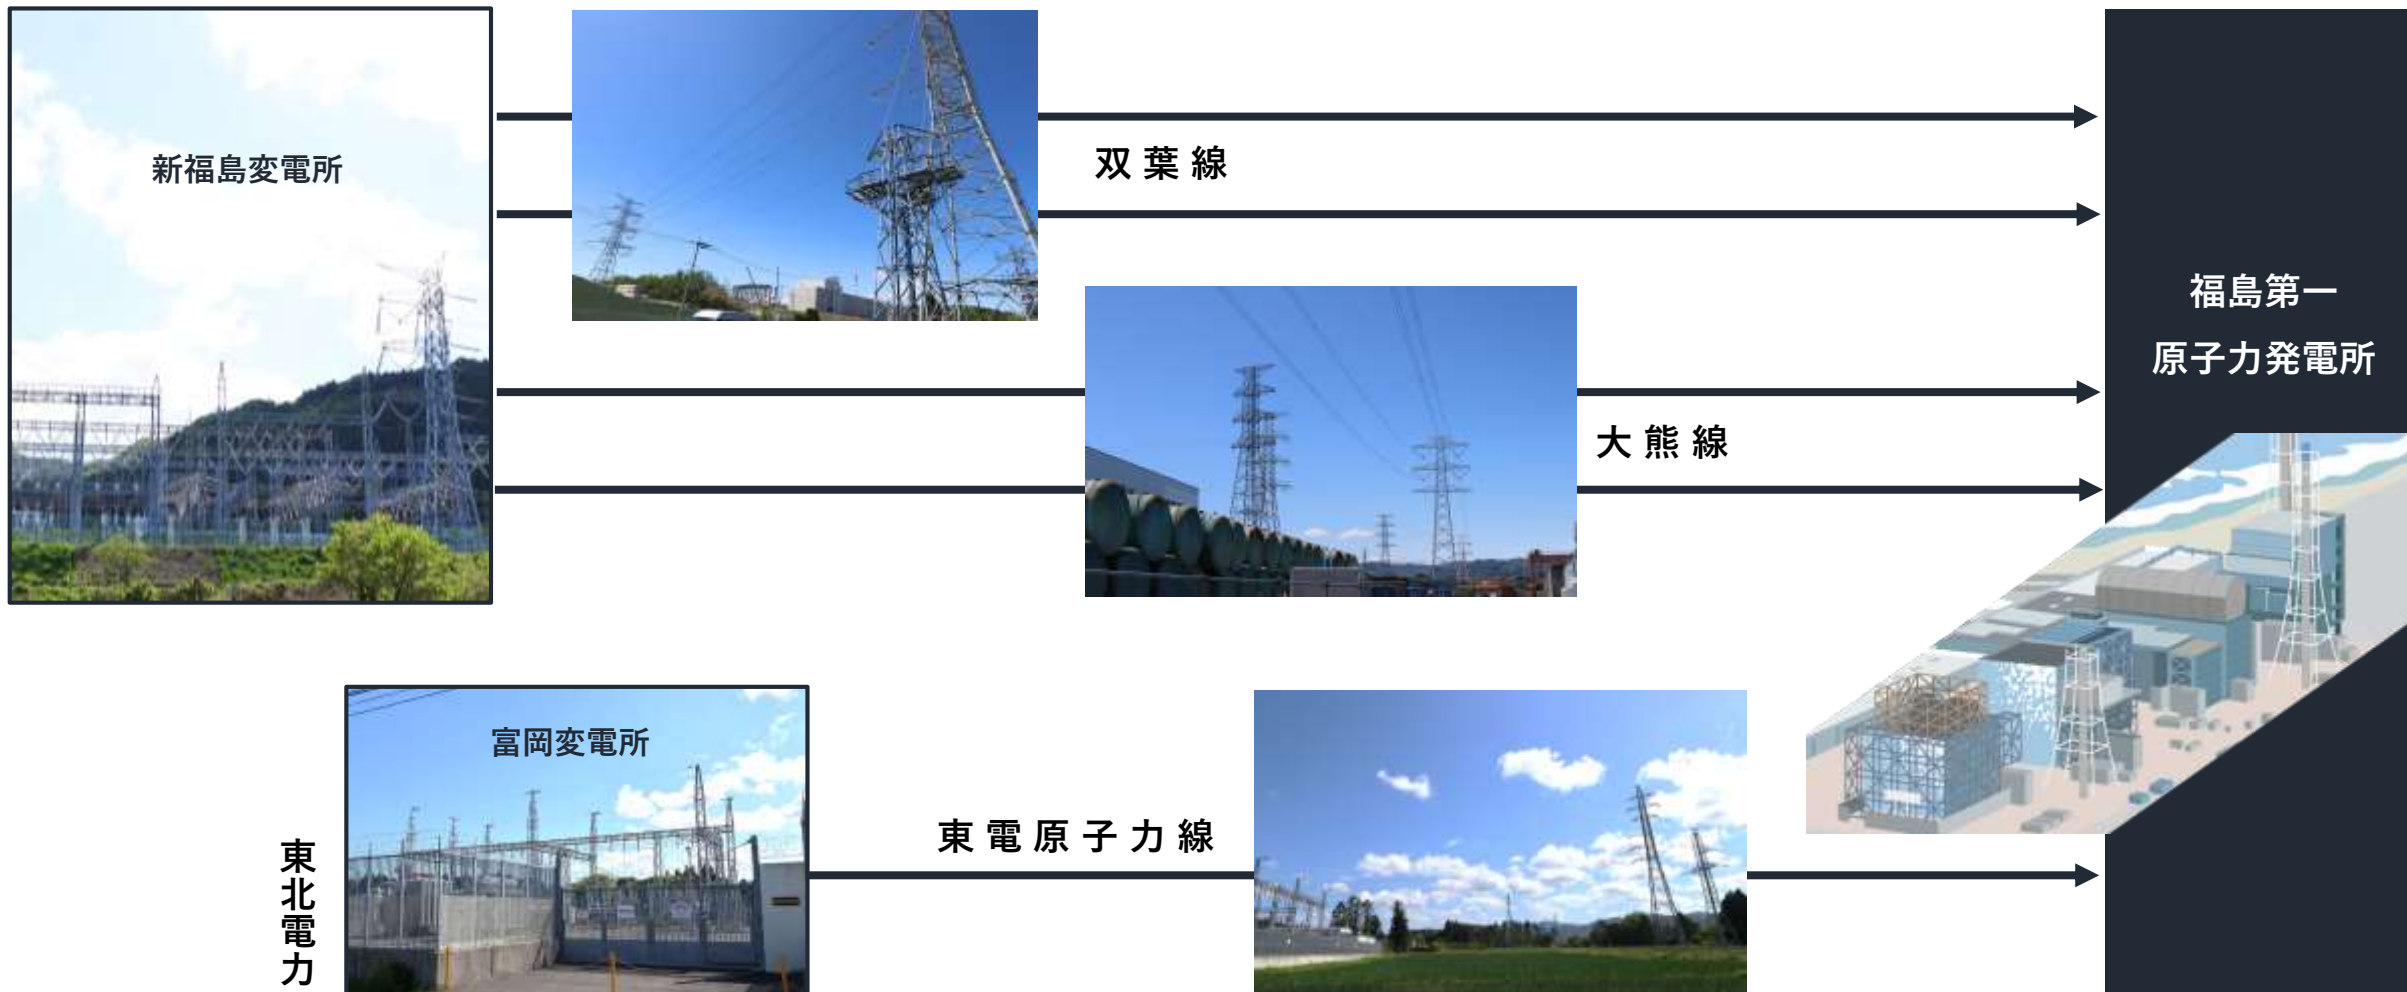 新福島変電所
双葉線
福島第一
原子力発電所
大熊線
富岡変電所
東電原子力線
東北電力